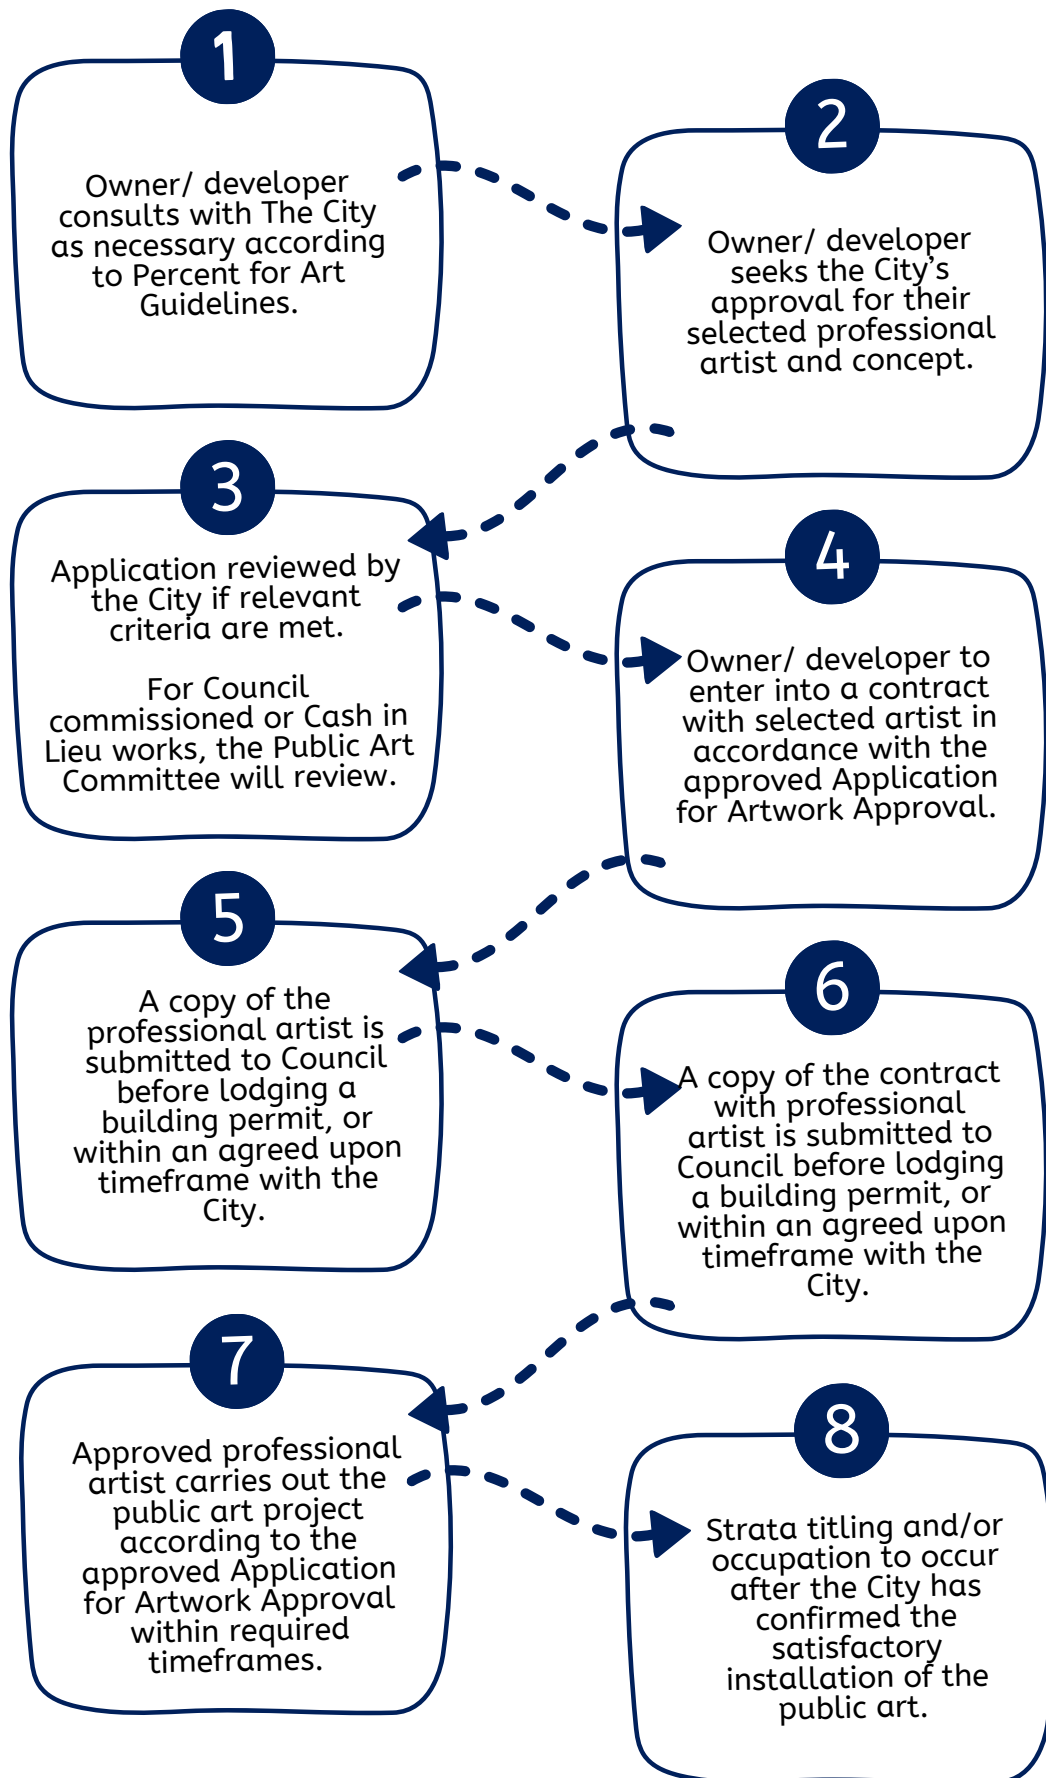 1
Owner/ developer
consults with The City
as necessary according
to Percent for Art
Guidelines.
2
Owner/ developer
seeks the City's
approval for their
selected professional
artist and concept.
3
Application reviewed by
the City if relevant
criteria are met.
For Council
commissioned or Cash in
Lieu works, the Public Art
Committee will review.
4
Owner/ developer to
enter into a contract
with selected artist in
accordance with the
approved Application
for Artwork Approval.
5
A copy of the
professional artist is
submitted to Council
before lodging a
building permit, or
within an agreed upon
timeframe with the
City.
6
A copy of the contract
with professional
artist is submitted to
Council before lodging
a building permit, or
within an agreed upon
timeframe with the
City.
7
Approved professional
artist carries out the
public art project
according to the
approved Application
for Artwork Approval
within required
timeframes.
8
Strata titling and/or
occupation to occur
after the City has
confirmed the
satisfactory
installation of the
public art.